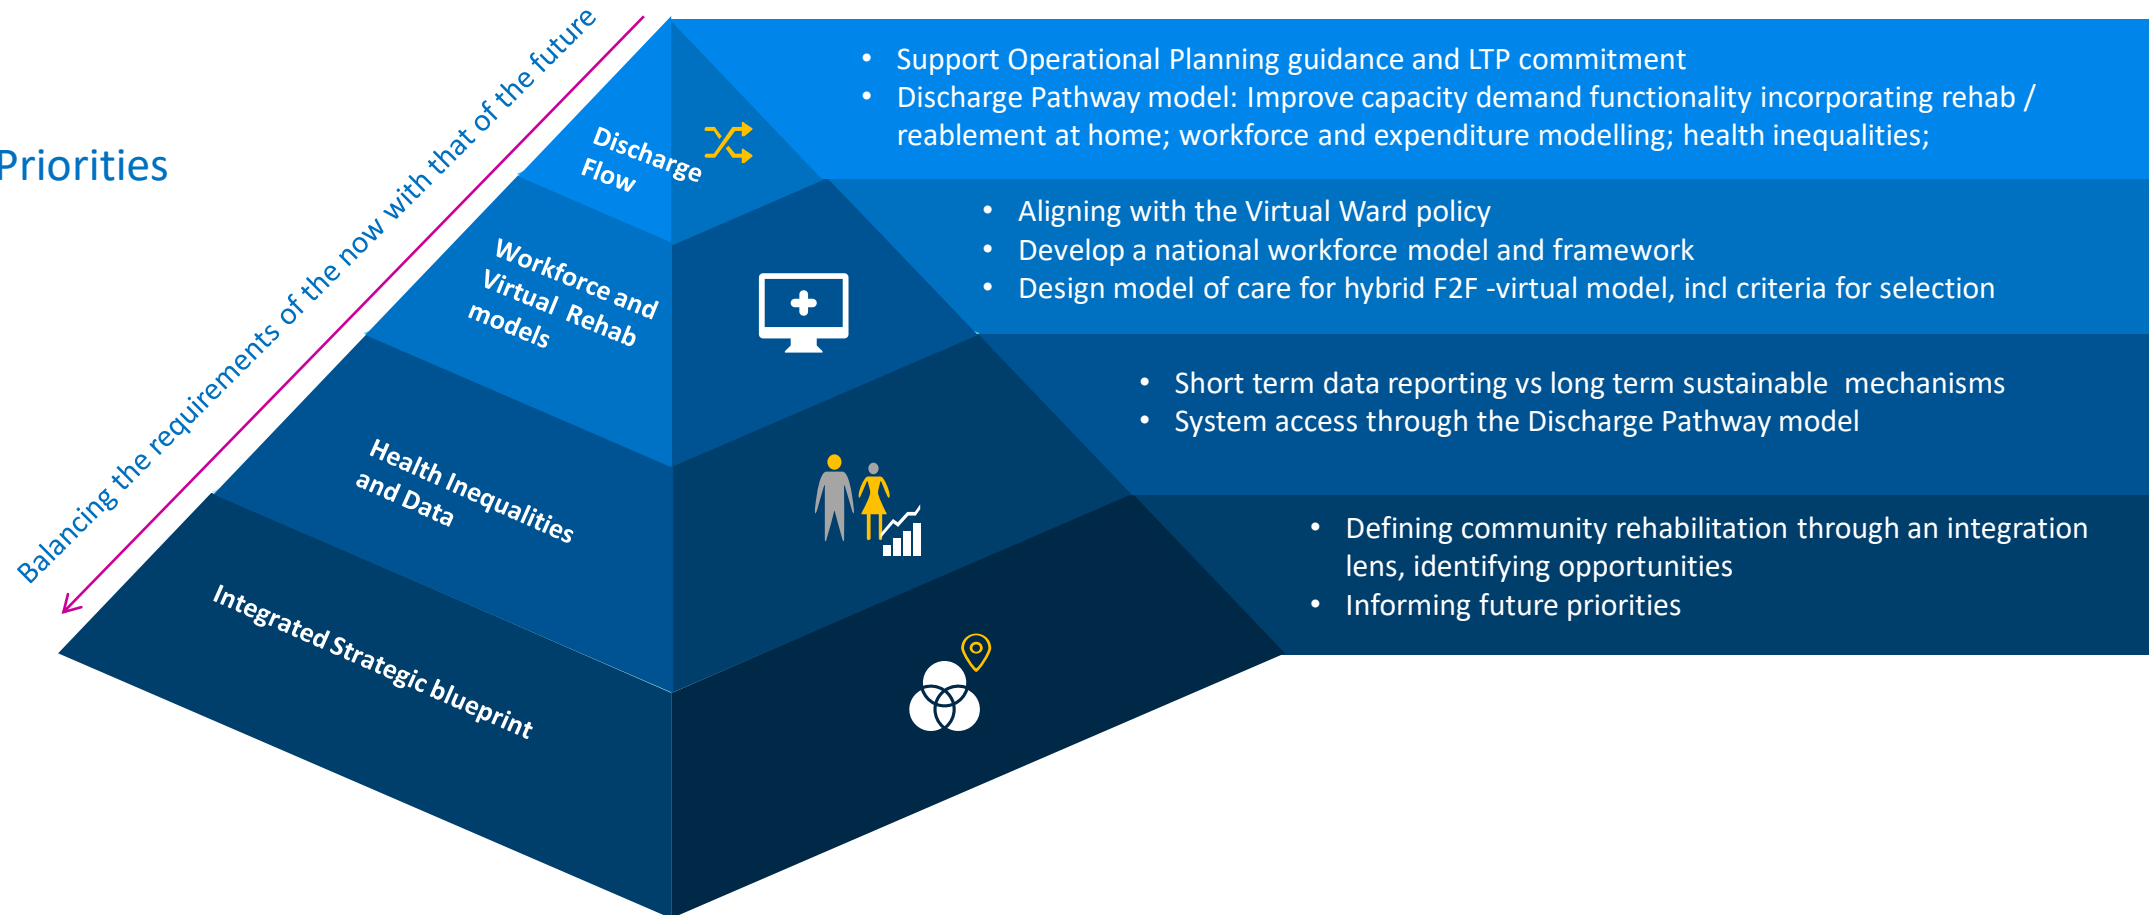 Priorities
Balancing the requirements of the now with that of the future
Discharge
Flow
• Support Operational Planning guidance and LTP commitment
• Discharge Pathway model: Improve capacity demand functionality incorporating rehab /
reablement at home; workforce and expenditure modelling; health inequalities;
Workforce and
Virtual Rehab
models
• Aligning with the Virtual Ward policy
• Develop a national workforce model and framework
• Design model of care for hybrid F2F -virtual model, incl criteria for selection
Health Inequalities
and Data
• Short term data reporting vs long term sustainable mechanisms
• System access through the Discharge Pathway model
Integrated Strategic blueprint
• Defining community rehabilitation through an integration
lens, identifying opportunities
• Informing future priorities